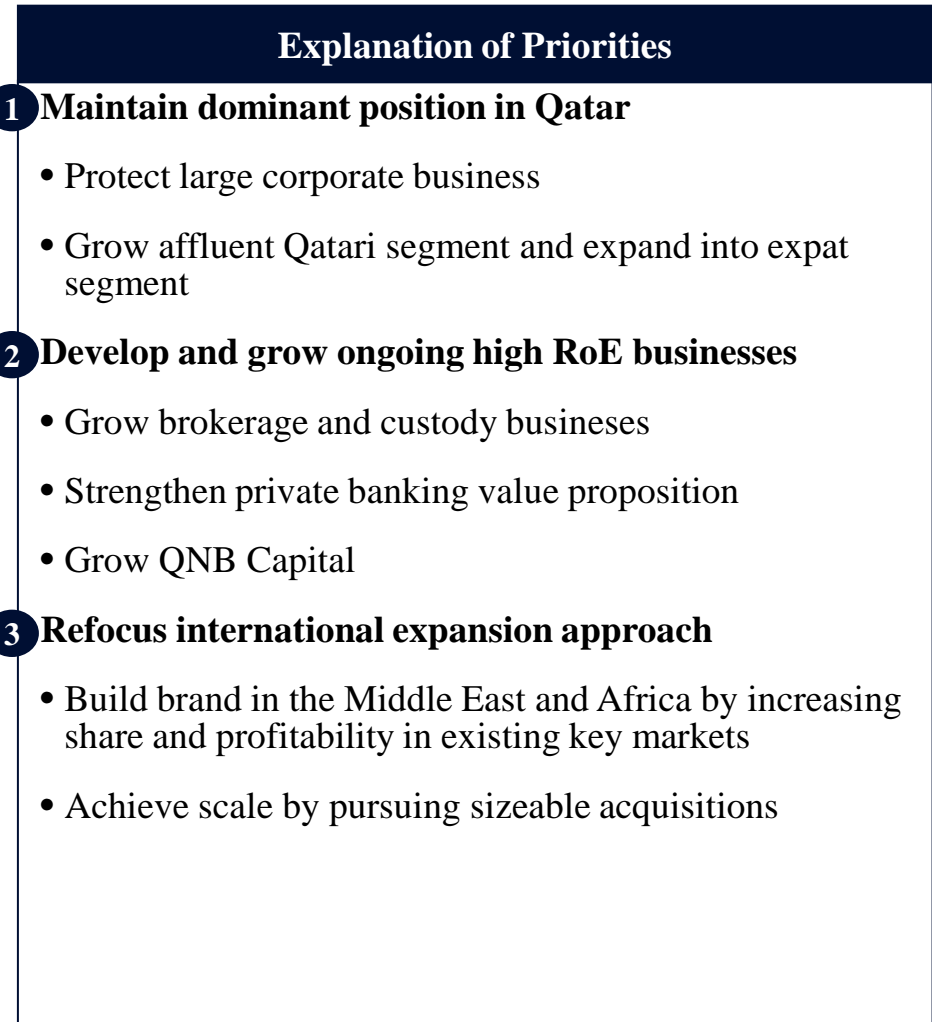 Explanation of Priorities
1 Maintain dominant position in Qatar
• Protect large corporate business
• Grow affluent Qatari segment and expand into expat
segment
2 Develop and grow ongoing high RoE businesses
• Grow brokerage and custody busineses
• Strengthen private banking value proposition
• Grow QNB Capital
3 Refocus international expansion approach
• Build brand in the Middle East and Africa by increasing
share and profitability in existing key markets
• Achieve scale by pursuing sizeable acquisitions